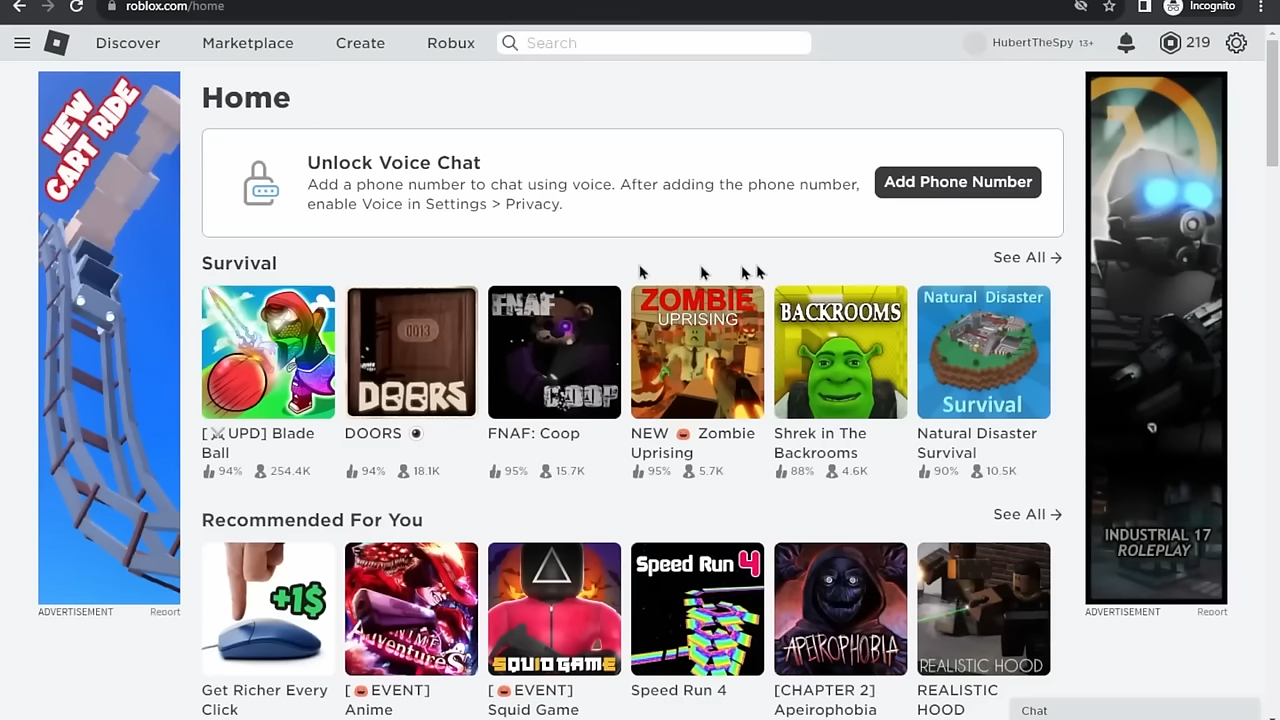 roblox.com/home
Incognito
Discover
Marketplace
Create
Robux
Search
HubertTheSpy 13+
219
NEW
CART RIDE
ADVERTISEMENT
Report
Home
Unlock Voice Chat
Add a phone number to chat using voice. After adding the phone number,
enable Voice in Settings > Privacy.
Add Phone Number
Survival
See All →
0013
DOORS
FNAF
COOP
ZOMBIE
UPRISING
BACKROOMS
Natural Disaster
Survival
[⚔UPD] Blade
Ball
94% 254.4K
DOORS 👁
94% 18.1K
FNAF: Coop
95% 15.7K
NEW 🎃 Zombie
Uprising
95% 5.7K
Shrek in The
Backrooms
88% 4.6K
Natural Disaster
Survival
90% 10.5K
Recommended For You
See All →
+1$
ANIME
Adventures
SQUID GAME
Speed Run 4
APEIROPHOBIA
REALISTIC HOOD
Get Richer Every
Click
[🎃EVENT]
Anime
[🎃EVENT]
Squid Game
Speed Run 4
[CHAPTER 2]
Apeirophobia
REALISTIC
HOOD
INDUSTRIAL 17
ROLEPLAY
ADVERTISEMENT
Report
Chat